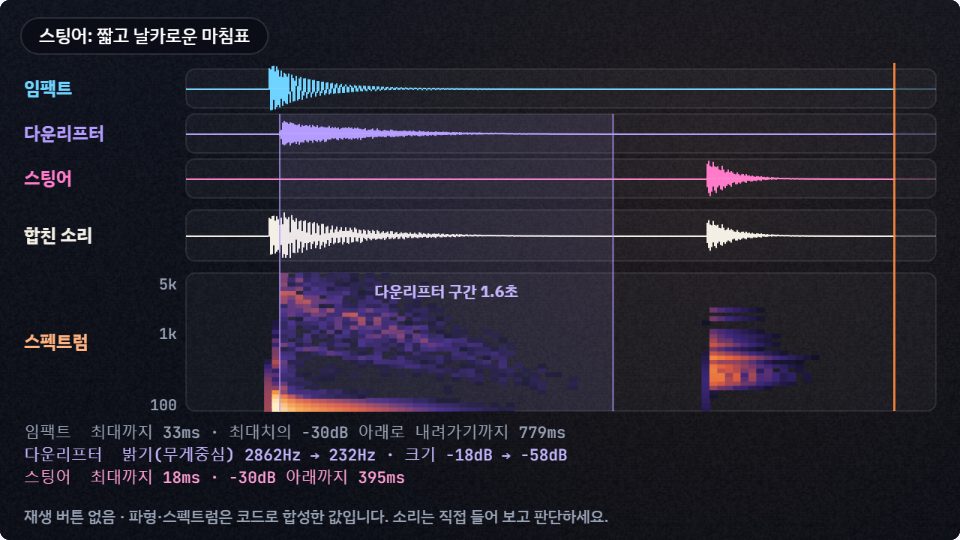 스팅어: 짧고 날카로운 마침표
임팩트
다운리프터
스팅어
합친 소리
다운리프터 구간 1.6초
5k
1k
스펙트럼
100
임팩트 최대까지 33ms · 최대치의 -30dB 아래로 내려가기까지 779ms
다운리프터 밝기(무게중심) 2862Hz → 232Hz · 크기 -18dB → -58dB
스팅어 최대까지 18ms · -30dB 아래까지 395ms
재생 버튼 없음 · 파형·스펙트럼은 코드로 합성한 값입니다. 소리는 직접 들어 보고 판단하세요.